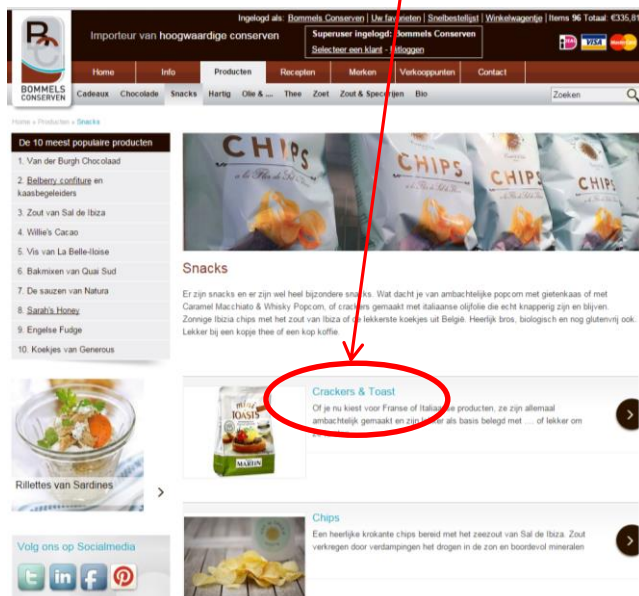 Ingelogd als: Bommels Conserven | Uw favorieten | Snelbestellijst | Winkelwagentje | Items 96 Totaal: €335,81
Importeur van hoogwaardige conserven
Superuser ingelogd: Bommels Conserven
Selecteer een klant - Uitloggen
VISA
BOMMELS
CONSERVEN
Home Info Producten Recepten Merken Verkooppunten Contact
Cadeaux Chocolade Snacks Hartig Olie & ... Thee Zoet Zout & Specerijen Bio
Zoeken
Home » Producten » Snacks
De 10 meest populaire producten
1. Van der Burgh Chocolaad
2. Belberry confiture en
kaasbegeleiders
3. Zout van Sal de Ibiza
4. Willie's Cacao
5. Vis van La Belle-Iloise
6. Bakmixen van Quai Sud
7. De sauzen van Natura
8. Sarah's Honey
9. Engelse Fudge
10. Koekjes van Generous
CHIPS
CHIPS
CHIPS
CHIPS
Snacks
Er zijn snacks en er zijn wel heel bijzondere snacks. Wat dacht je van ambachtelijke popcorn met gietenkaas of met
Caramel Macchiato & Whisky Popcorn, of crackers gemaakt met italiaanse olijfolie die echt knapperig zijn en blijven.
Zonnige Ibizia chips met het zout van Ibiza of de lekkerste koekjes uit België. Heerlijk bros, biologisch en nog glutenvrij ook.
Lekker bij een kopje thee of een kop koffie.
mini
TOASTS
MARTIN
Crackers & Toast
Of je nu kiest voor Franse of Italiaanse producten, ze zijn allemaal
ambachtelijk gemaakt en zijn lekker als basis belegd met .... of lekker om
Rillettes van Sardines
Chips
Een heerlijke krokante chips bereid met het zeezout van Sal de Ibiza. Zout
verkregen door verdampingen het drogen in de zon en boordevol mineralen
Volg ons op Socialmedia